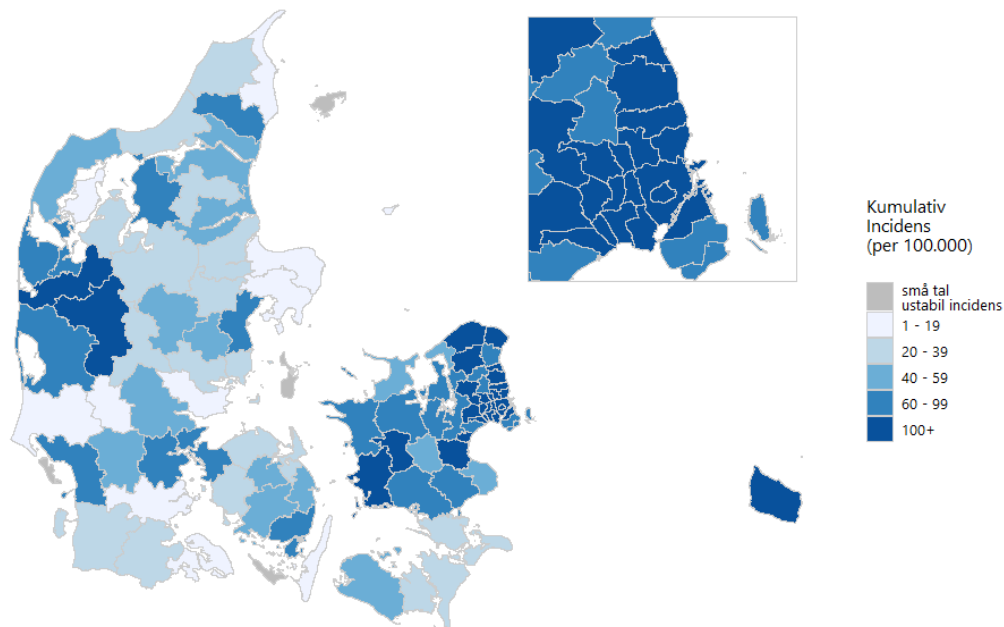 Kumulativ
Incidens
(per 100.000)
små tal
ustabil incidens
1 - 19
20 - 39
40 - 59
60 - 99
100+